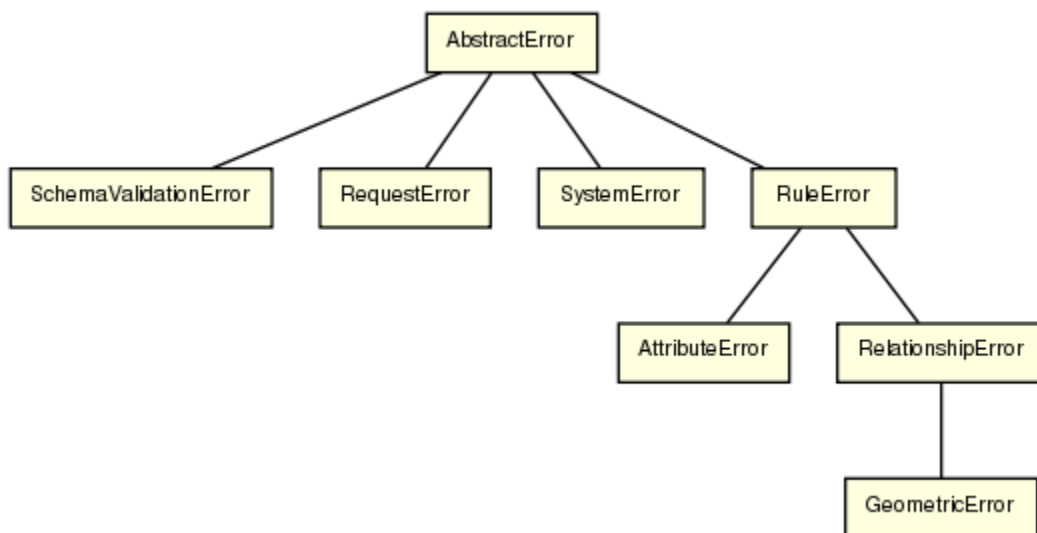 AbstractError
SchemaValidationError
RequestError
SystemError
RuleError
AttributeError
RelationshipError
GeometricError